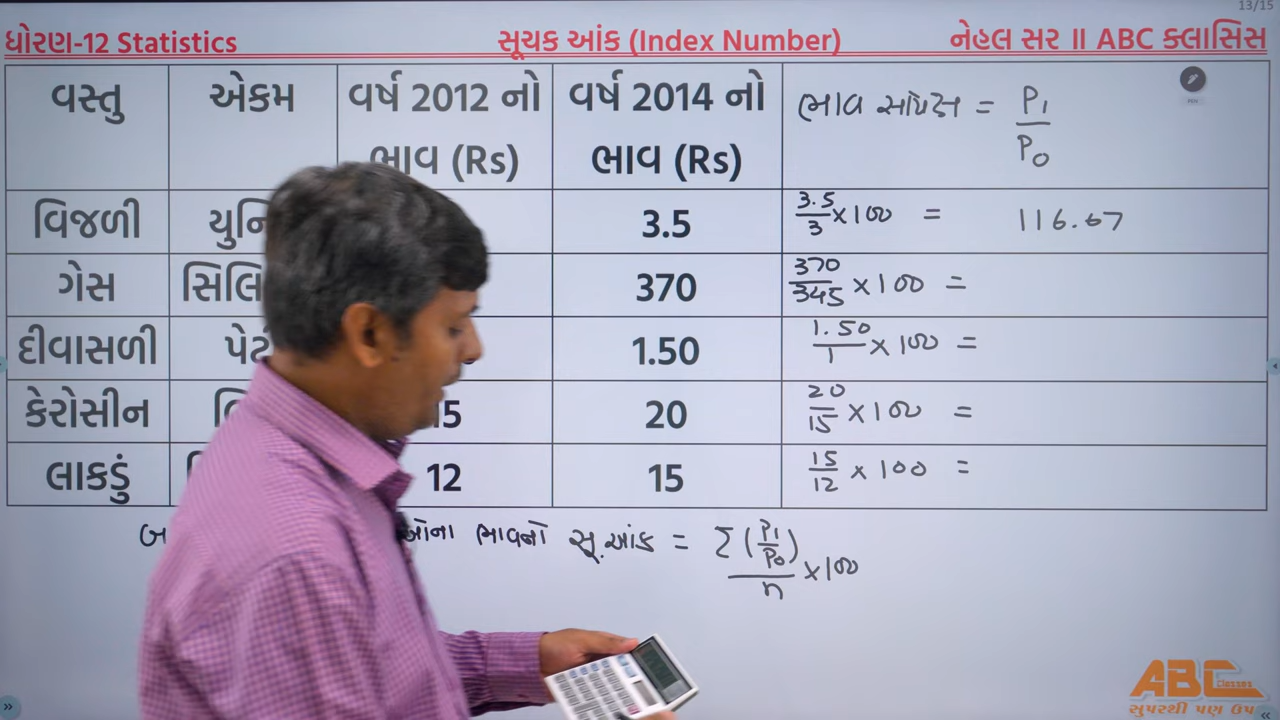 13/15
ધોરણ-12 Statistics સૂચક આંક (Index Number) નેહલ સર || ABC ક્લાસિસ
વસ્તુ એકમ વર્ષ 2012 નો ભાવ (Rs) વર્ષ 2014 નો ભાવ (Rs) ભાવ સાપેક્ષ = P1/P0
PEN
વિજળી 3.5 3.5/3 × 100 = 116.67
ગેસ 370 370/345 × 100 =
દીવાસળી 1.50 1.50/1 × 100 =
કેરોસીન 15 20 20/15 × 100 =
લાકડું 12 15 15/12 × 100 =
ભાવનો સૂ.આંક = Σ(P1/P0)/n × 100
ABC Classes
સુપરથી પણ ઉપર